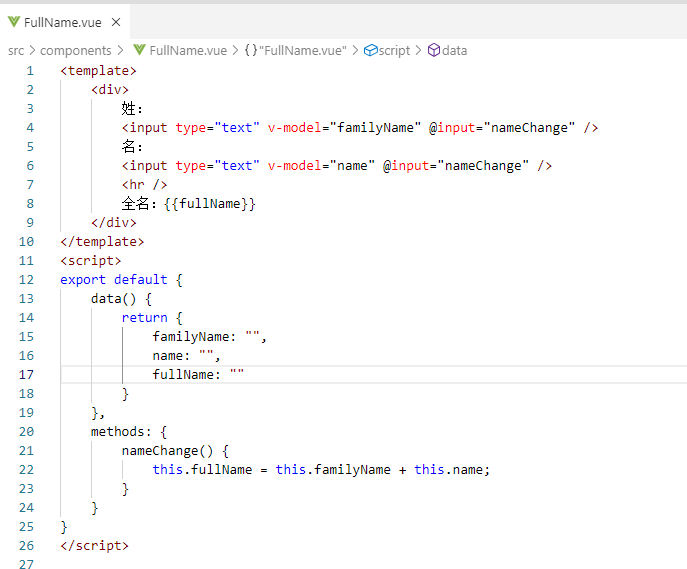 FullName.vue ×
src > components > FullName.vue > {} "FullName.vue" > script > data
1 <template>
2     <div>
3         姓：
4         <input type="text" v-model="familyName" @input="nameChange" />
5         名：
6         <input type="text" v-model="name" @input="nameChange" />
7         <hr />
8         全名：{{fullName}}
9     </div>
10 </template>
11 <script>
12 export default {
13     data() {
14         return {
15             familyName: "",
16             name: "",
17             fullName: ""
18         }
19     },
20     methods: {
21         nameChange() {
22             this.fullName = this.familyName + this.name;
23         }
24     }
25 }
26 </script>
27